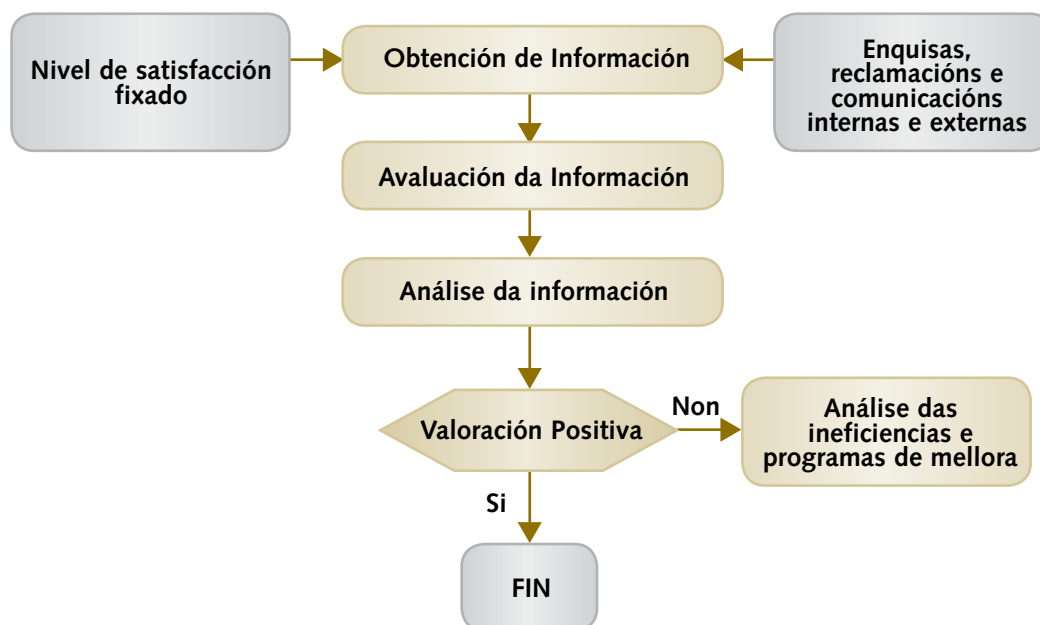 Nivel de satisfacción
fixado
Obtención de Información
Enquisas,
reclamacións e
comunicacións
internas e externas
Avaluación da Información
Análise da información
Valoración Positiva
Non
Análise das
ineficiencias e
programas de mellora
Si
FIN